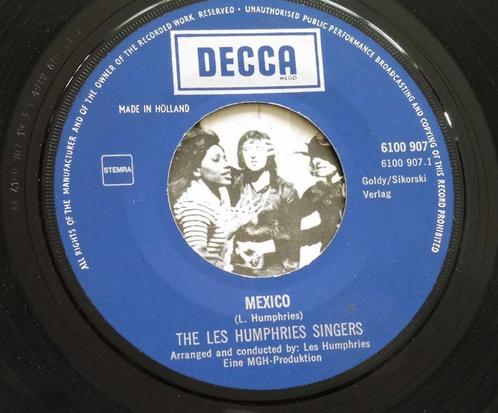 ALL RIGHTS OF THE MANUFACTURER AND OF THE OWNER OF THE RECORDED WORK RESERVED • UNAUTHORISED PUBLIC PERFORMANCE BROADCASTING AND COPYING OF THIS RECORD PROHIBITED
DECCA
MADE IN HOLLAND
6100 907
6100 907.1
STEMRA
Goldy/Sikorski
Verlag
MEXICO
(L. Humphries)
THE LES HUMPHRIES SINGERS
Arranged and conducted by: Les Humphries
Eine MGH-Produktion